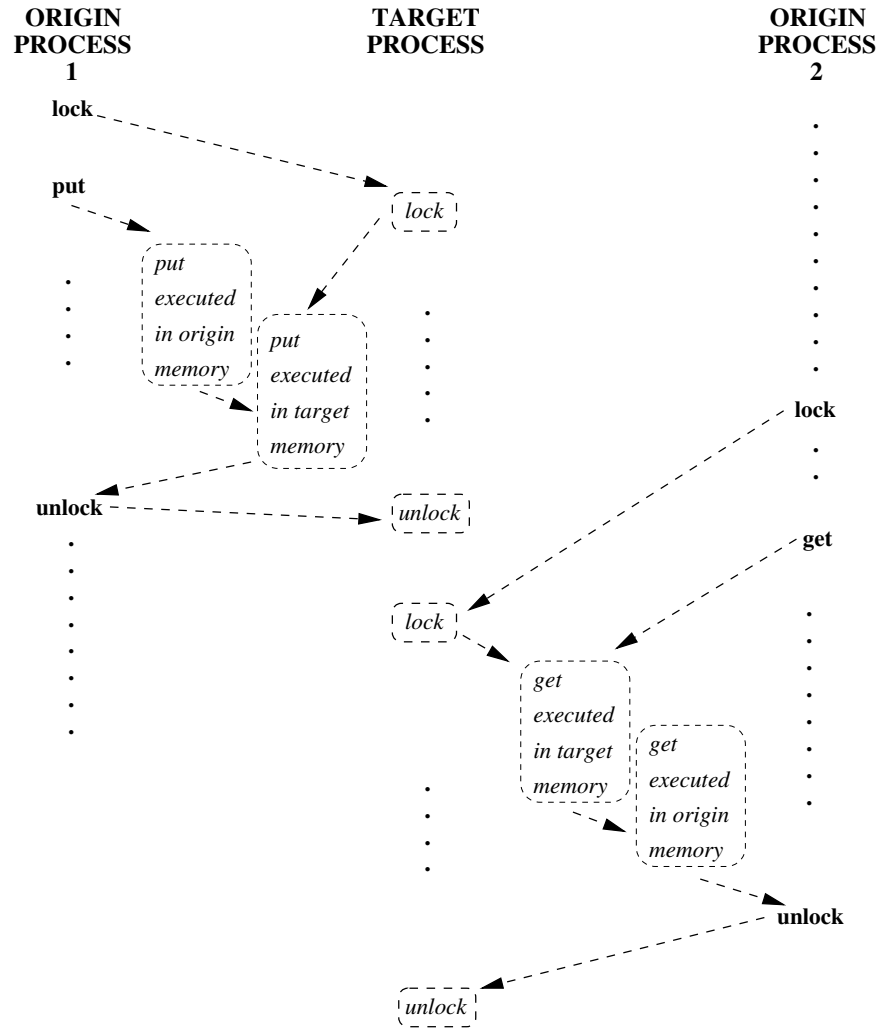 ORIGIN
PROCESS
1
TARGET
PROCESS
ORIGIN
PROCESS
2
lock
put
lock
put
executed
in origin
memory
put
executed
in target
memory
lock
unlock
unlock
get
lock
get
executed
in target
memory
get
executed
in origin
memory
unlock
unlock